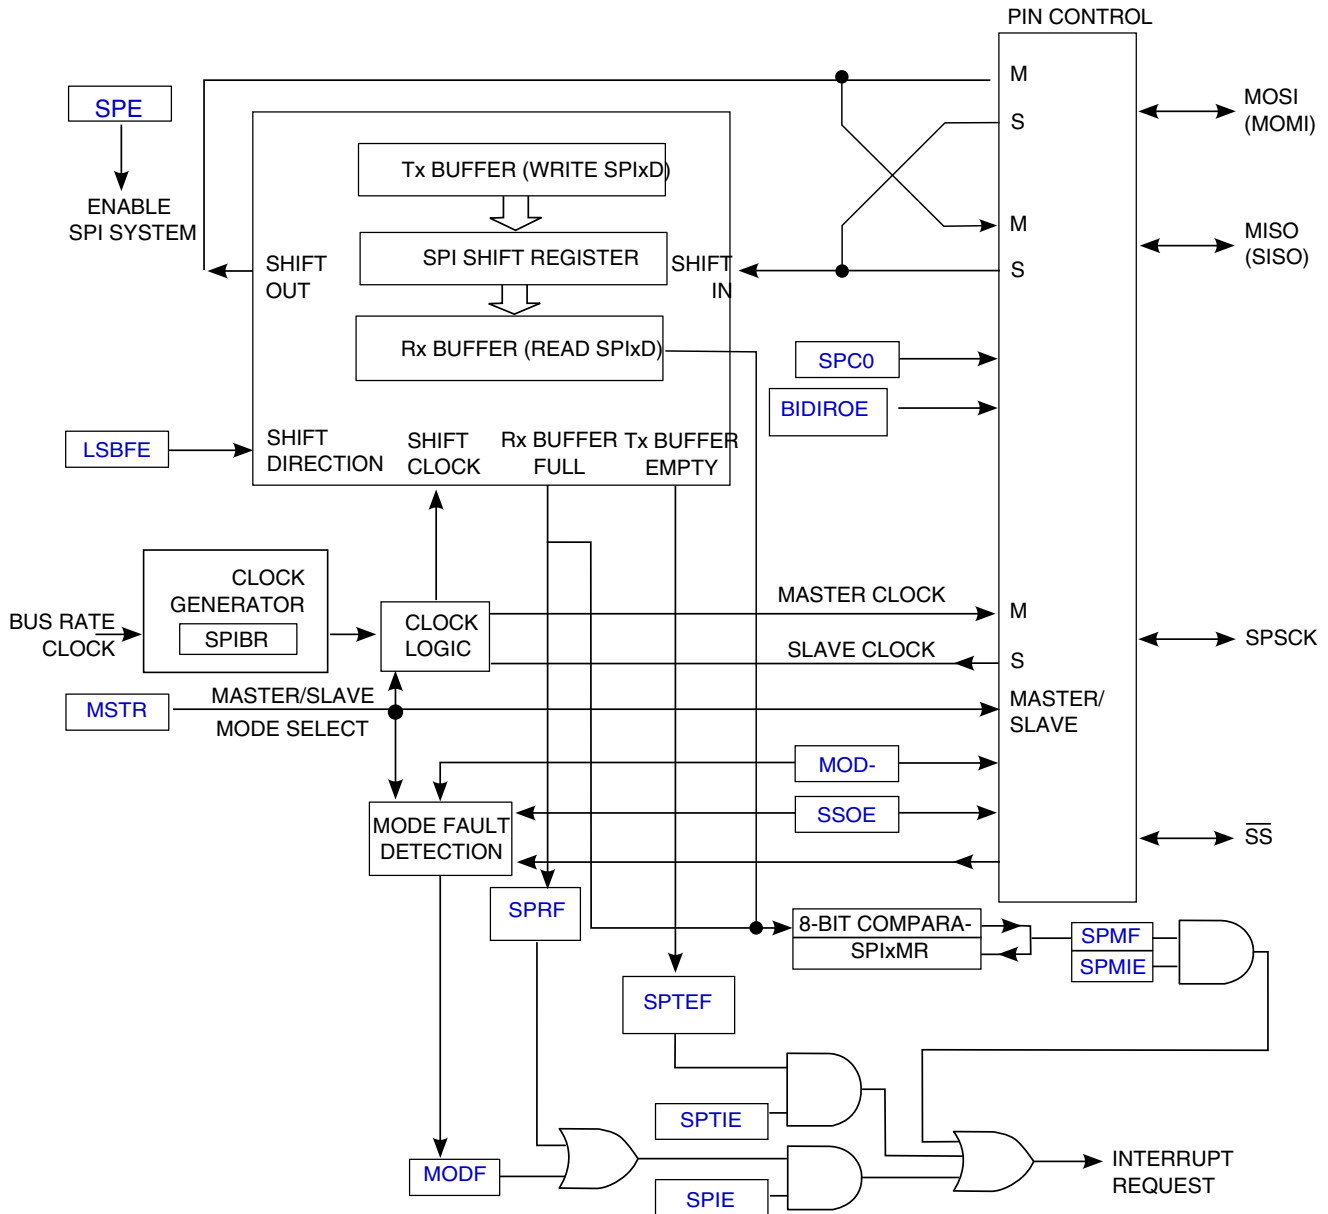 PIN CONTROL
SPE
ENABLE
SPI SYSTEM
M
S
M
S
MOSI
(MOMI)
MISO
(SISO)
Tx BUFFER (WRITE SPIxD)
SPI SHIFT REGISTER
Rx BUFFER (READ SPIxD)
SHIFT
OUT
SHIFT
IN
SPC0
BIDIROE
LSBFE
SHIFT
DIRECTION
SHIFT
CLOCK
Rx BUFFER
FULL
Tx BUFFER
EMPTY
BUS RATE
CLOCK
CLOCK
GENERATOR
SPIBR
CLOCK
LOGIC
MASTER CLOCK
M
SLAVE CLOCK
S
SPSCK
MSTR
MASTER/SLAVE
MODE SELECT
MASTER/
SLAVE
MOD-
SSOE
MODE FAULT
DETECTION
SS
SPRF
8-BIT COMPARA-
SPIxMR
SPMF
SPMIE
SPTEF
SPTIE
MODF
SPIE
INTERRUPT
REQUEST